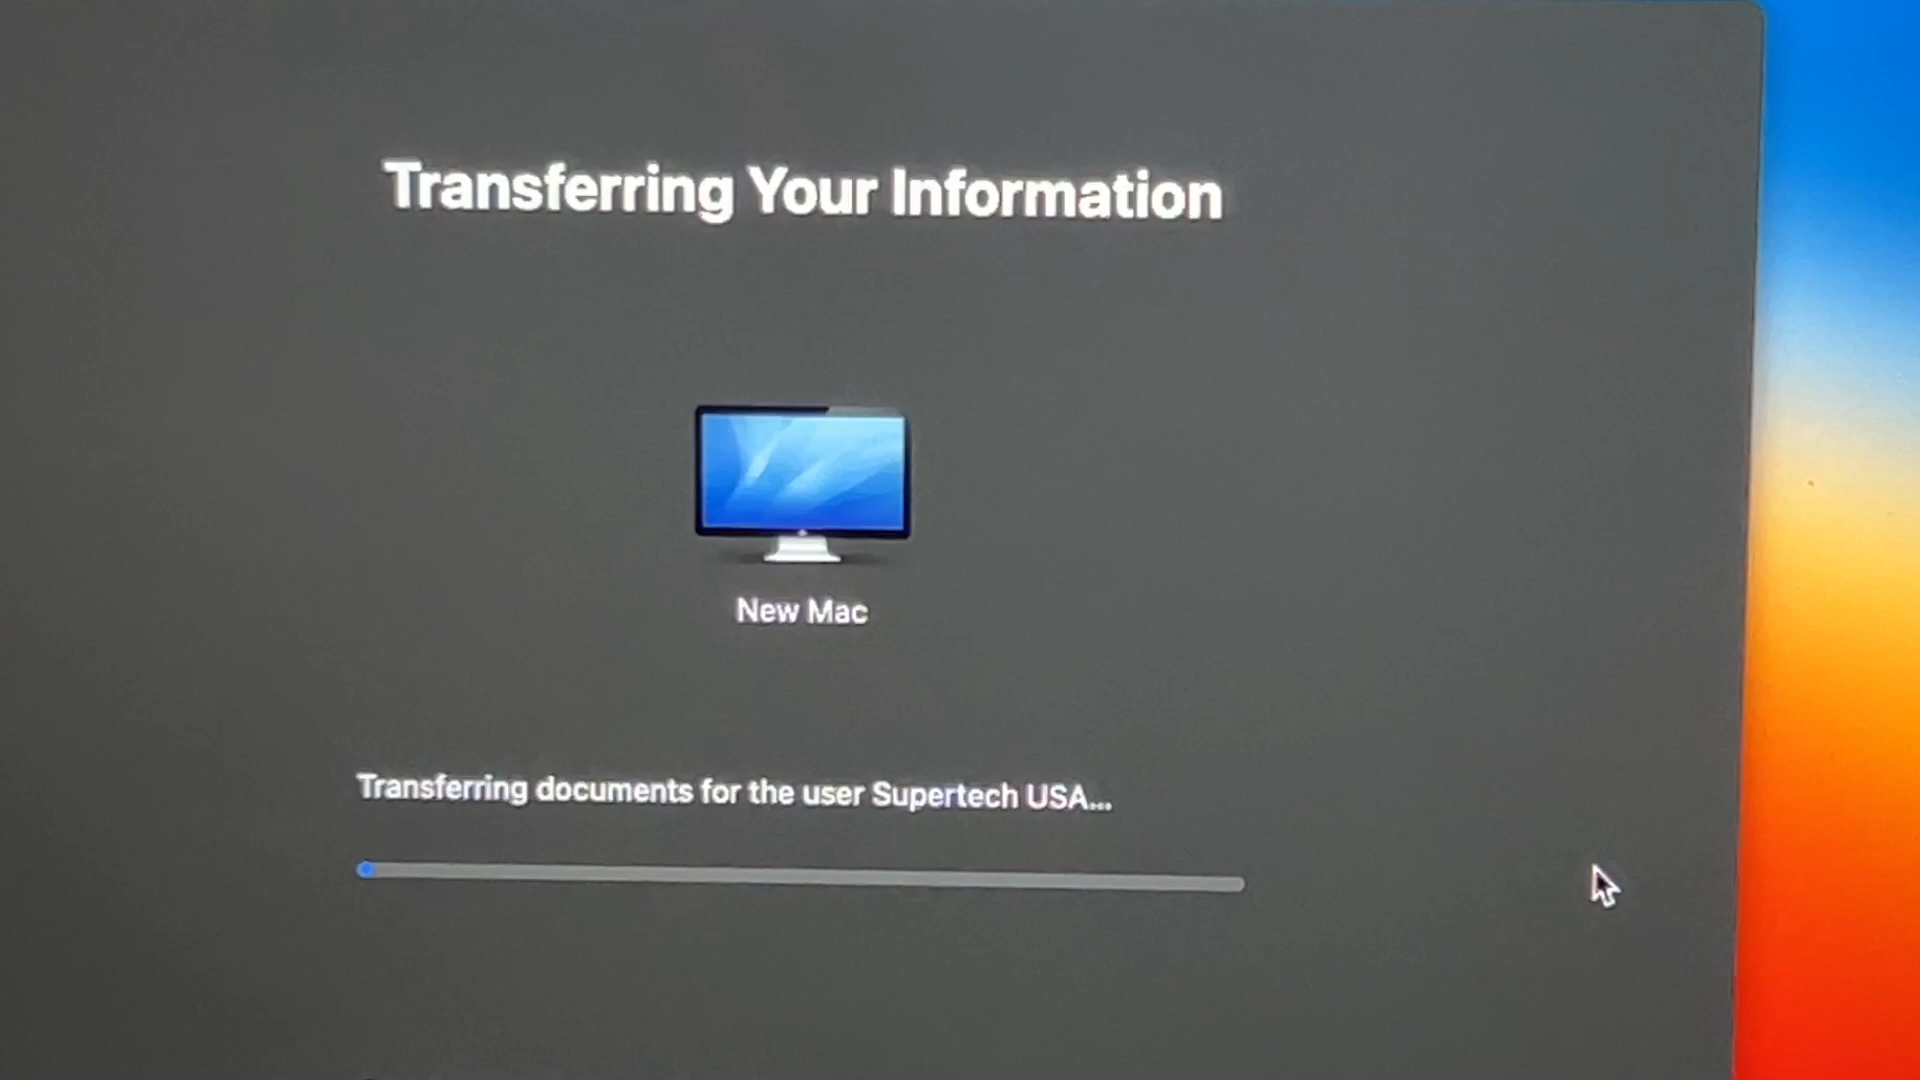 Transferring Your Information
New Mac
Transferring documents for the user Supertech USA...